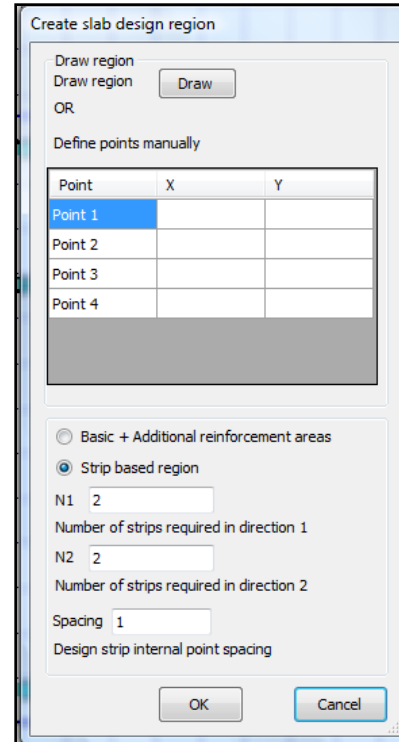 Create slab design region
Draw region
Draw region Draw
OR
Define points manually
Point X Y
Point 1
Point 2
Point 3
Point 4
Basic + Additional reinforcement areas
Strip based region
N1 2
Number of strips required in direction 1
N2 2
Number of strips required in direction 2
Spacing 1
Design strip internal point spacing
OK Cancel